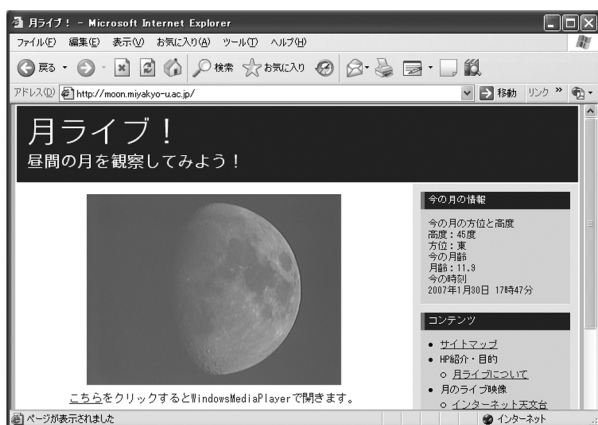 月ライブ! - Microsoft Internet Explorer
ファイル(F) 編集(E) 表示(V) お気に入り(A) ツール(T) ヘルプ(H)
戻る 検索 お気に入り
アドレス(D) http://moon.miyakyo-u.ac.jp/ 移動 リンク »
月ライブ!
昼間の月を観察してみよう!
こちらをクリックするとWindowsMediaPlayerで開きます。
今の月の情報
今の月の方位と高度
高度:45度
方位:東
今の月齢
月齢:11.9
今の時刻
2007年1月30日 17時47分
コンテンツ
• サイトマップ
• HP紹介・目的
○ 月ライブについて
• 月のライブ映像
○ インターネット天文台
ページが表示されました インターネット